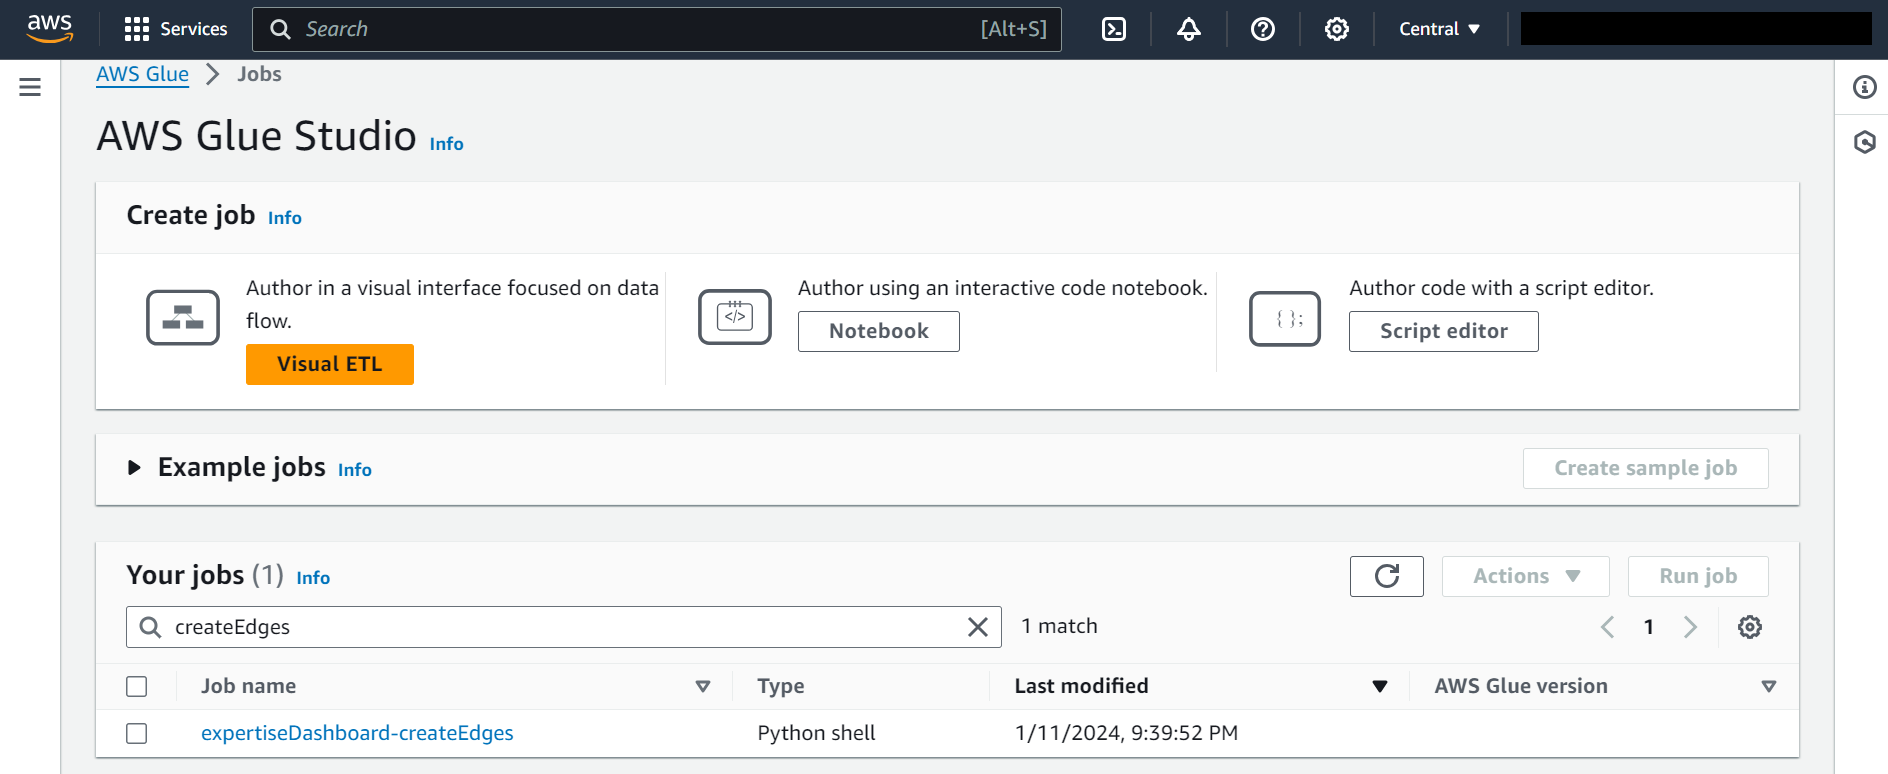 aws Services Search [Alt+S] Central
AWS Glue Jobs
AWS Glue Studio Info
Create job Info
Author in a visual interface focused on data
flow.
Visual ETL
</>
Author using an interactive code notebook.
Notebook
{};
Author code with a script editor.
Script editor
Example jobs Info Create sample job
Your jobs (1) Info Actions Run job
createEdges 1 match 1
Job name Type Last modified AWS Glue version
expertiseDashboard-createEdges Python shell 1/11/2024, 9:39:52 PM